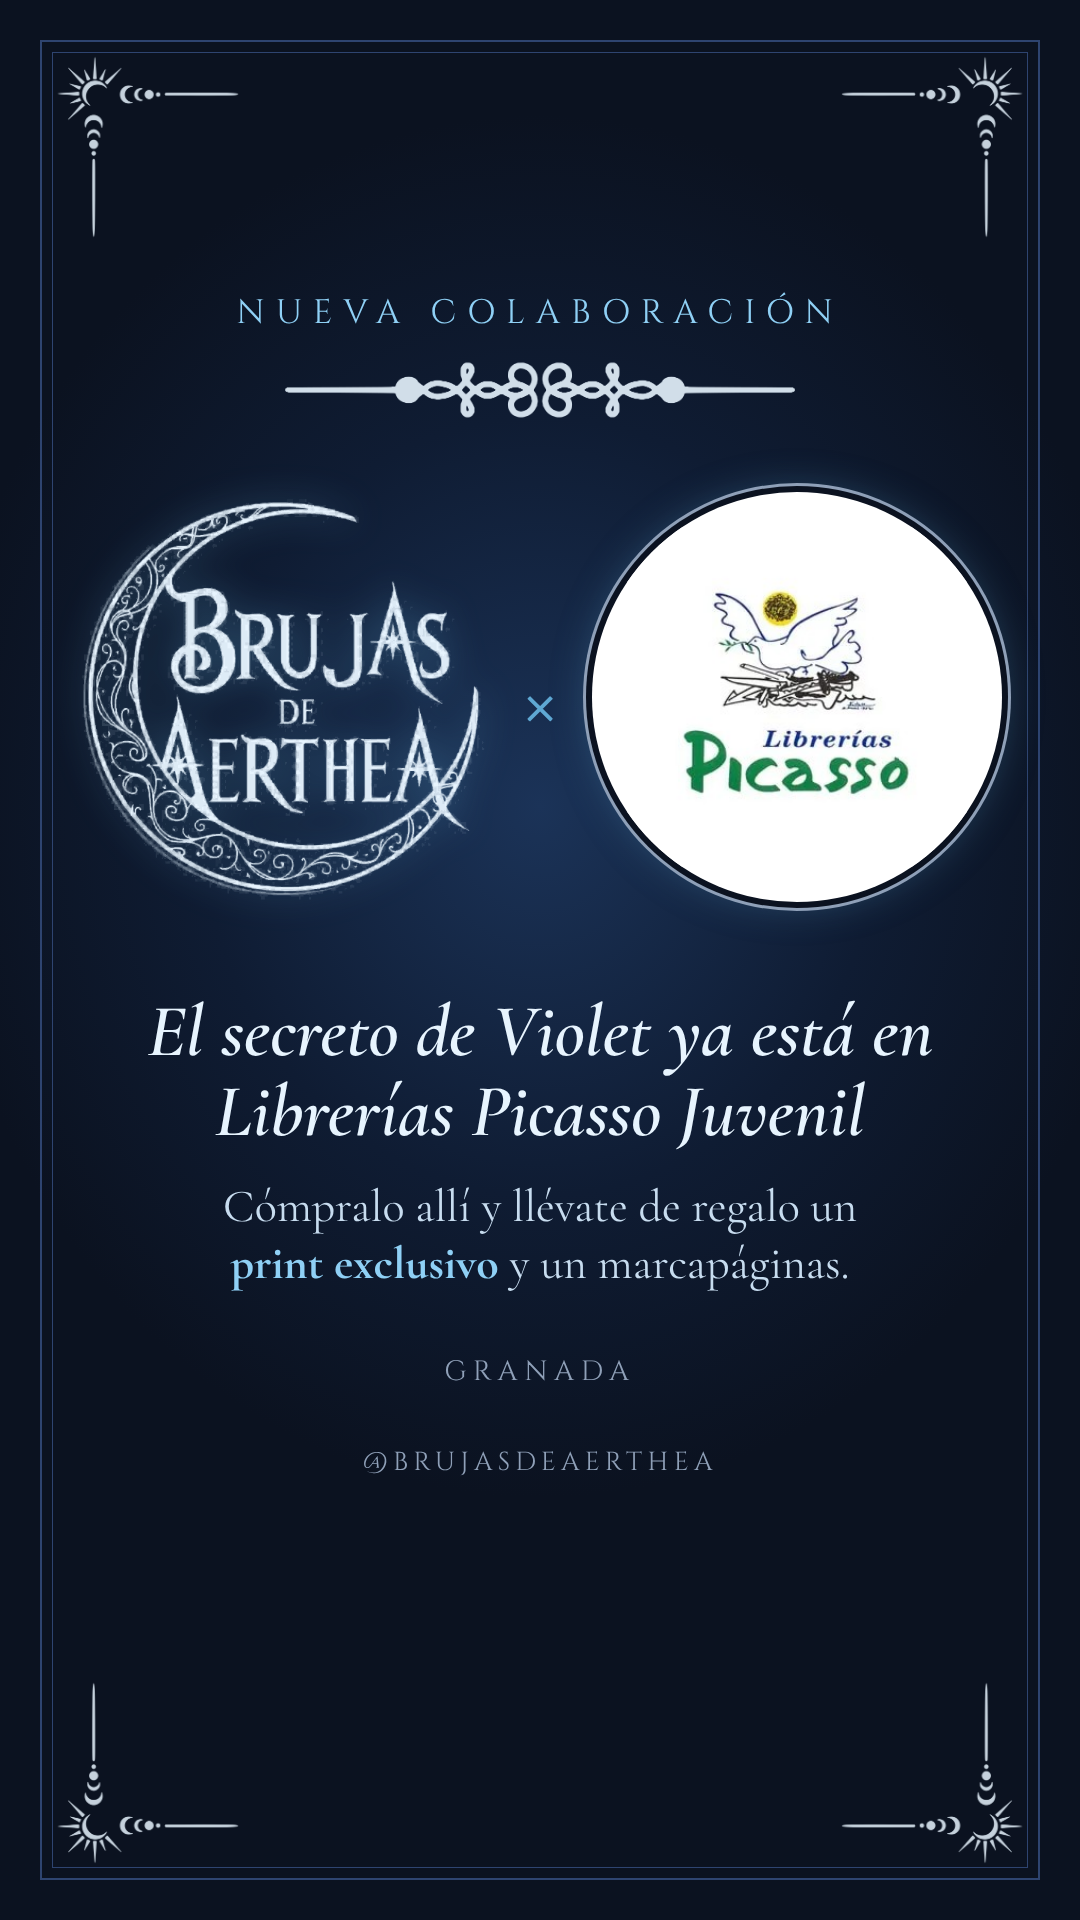 NUEVA COLABORACIÓN
BRUJAS
DE
AERTHEA
×
Librerías
Picasso
El secreto de Violet ya está en
Librerías Picasso Juvenil
Cómpralo allí y llévate de regalo un
print exclusivo y un marcapáginas.
GRANADA
@BRUJASDEAERTHEA